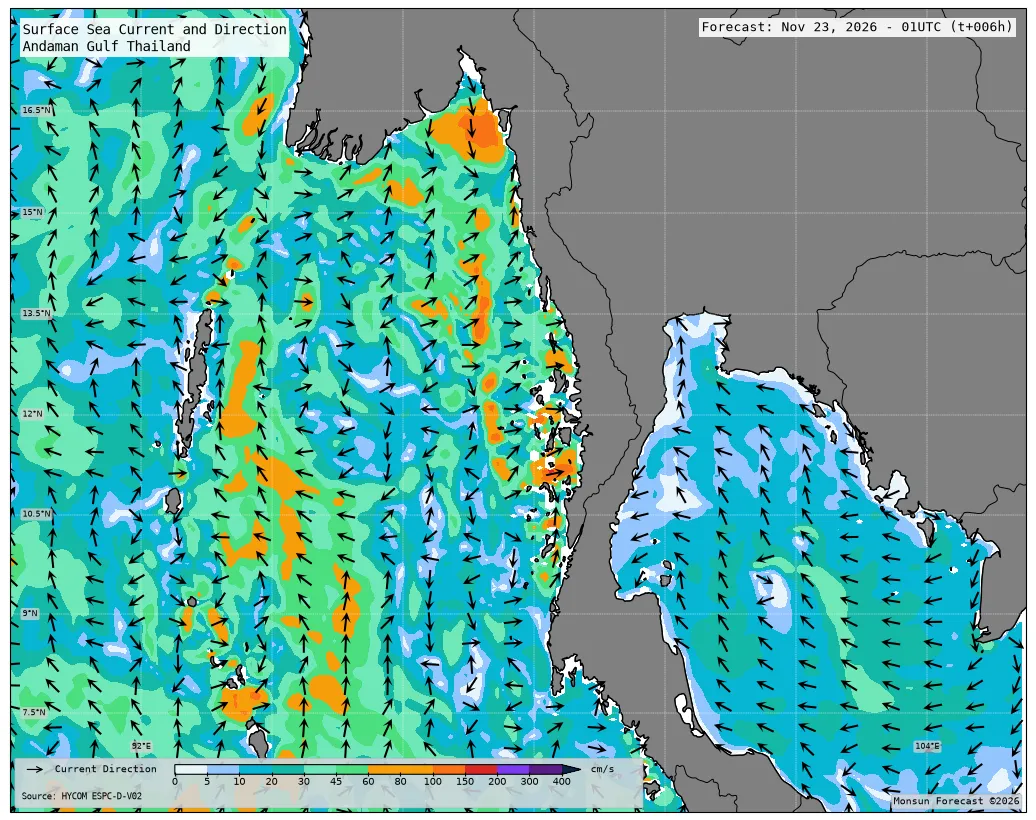 Surface Sea Current and Direction
Andaman Gulf Thailand
Forecast: Nov 23, 2026 - 01UTC (t+006h)
16.5°N
15°N
13.5°N
12°N
10.5°N
9°N
7.5°N
92°E
104°E
Current Direction
0 5 10 20 30 45 60 80 100 150 200 300 400 cm/s
Source: HYCOM ESPC-D-V02
Monsun Forecast ©2026